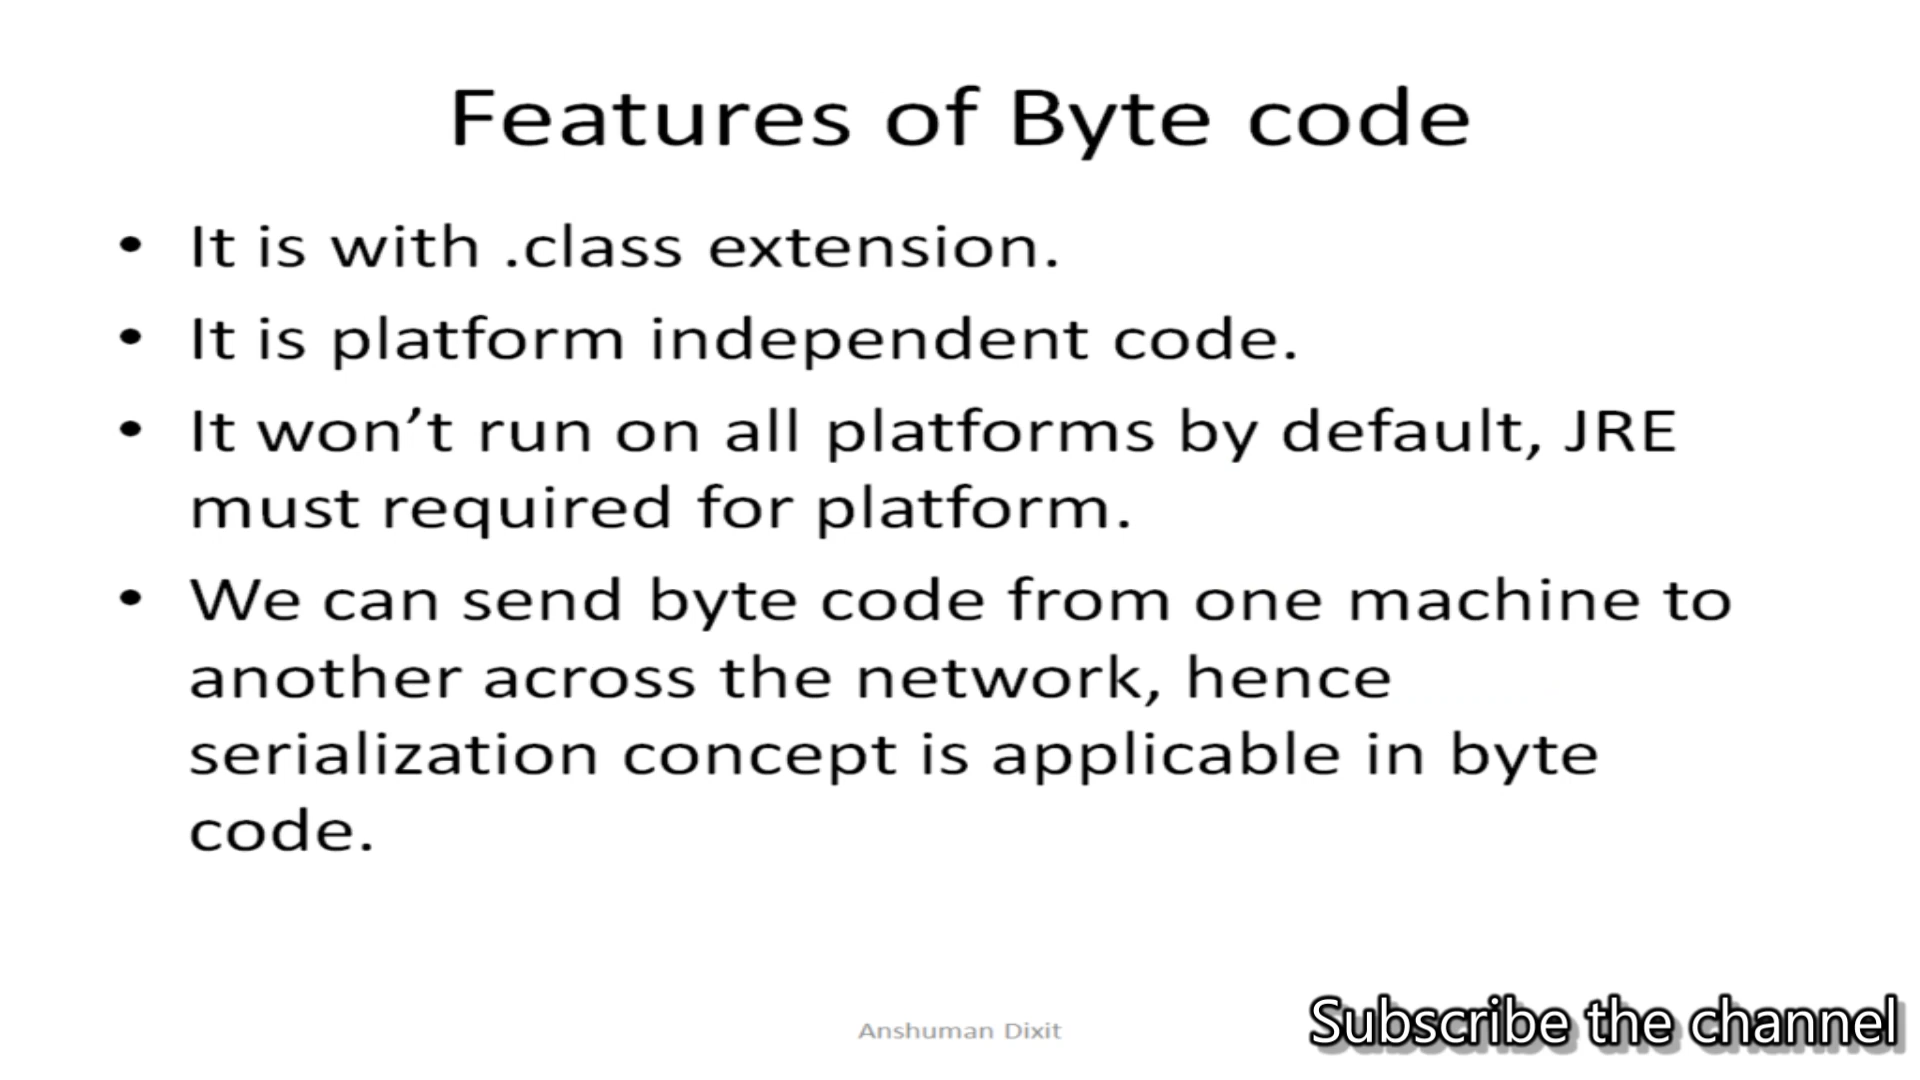 Features of Byte code
• It is with .class extension.
• It is platform independent code.
• It won’t run on all platforms by default, JRE
must required for platform.
• We can send byte code from one machine to
another across the network, hence
serialization concept is applicable in byte
code.
Anshuman Dixit
Subscribe the channel